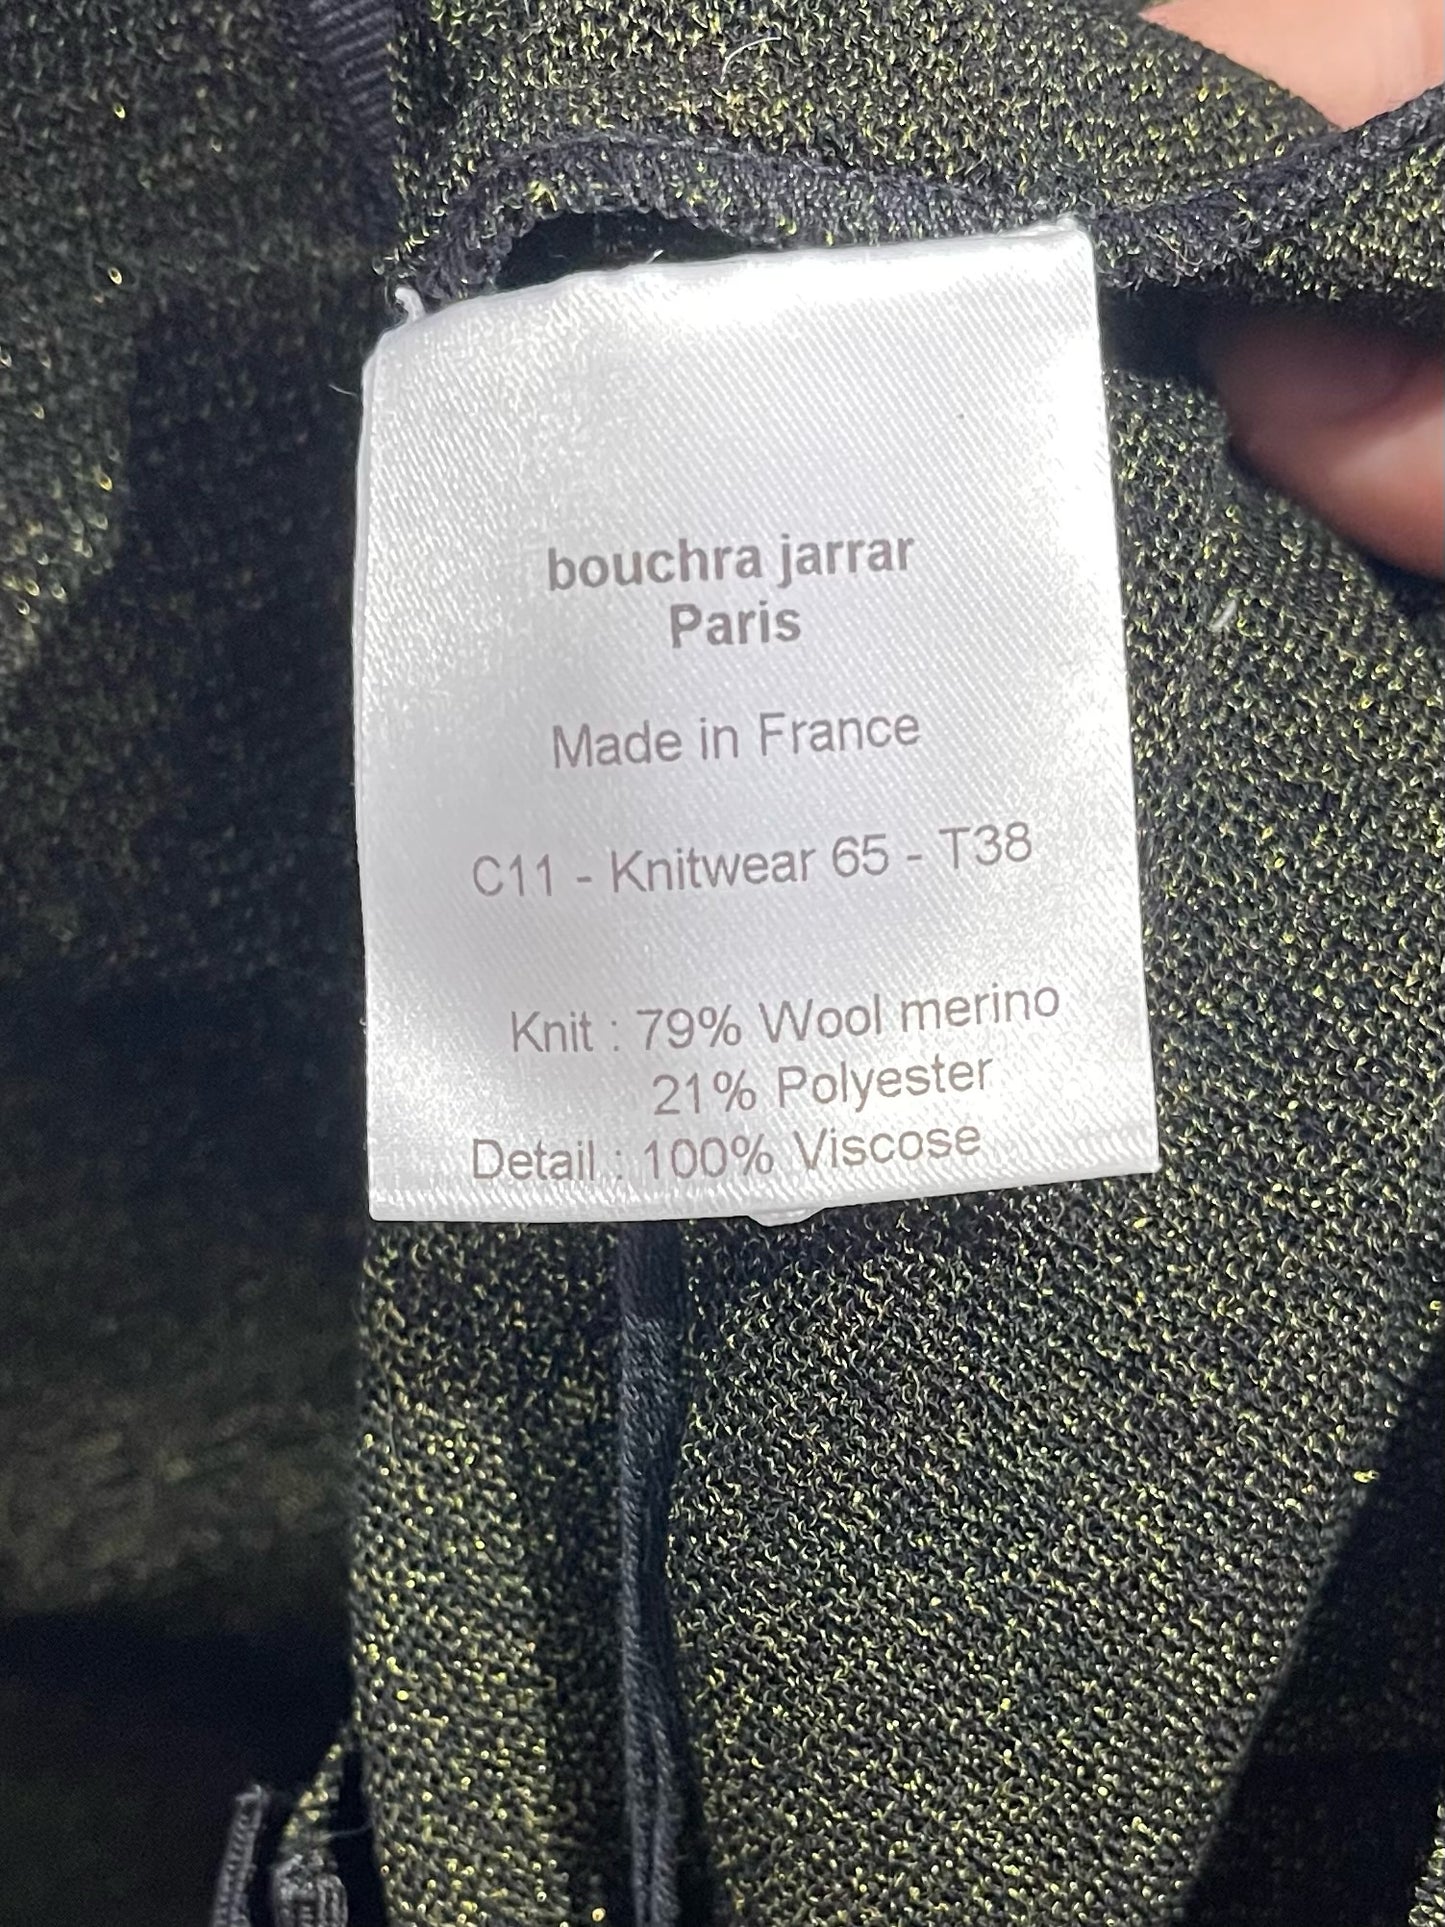 bouchra jarrar
Paris
Made in France
C11 - Knitwear 65 - T38
Knit : 79% Wool merino
21% Polyester
Detail : 100% Viscose